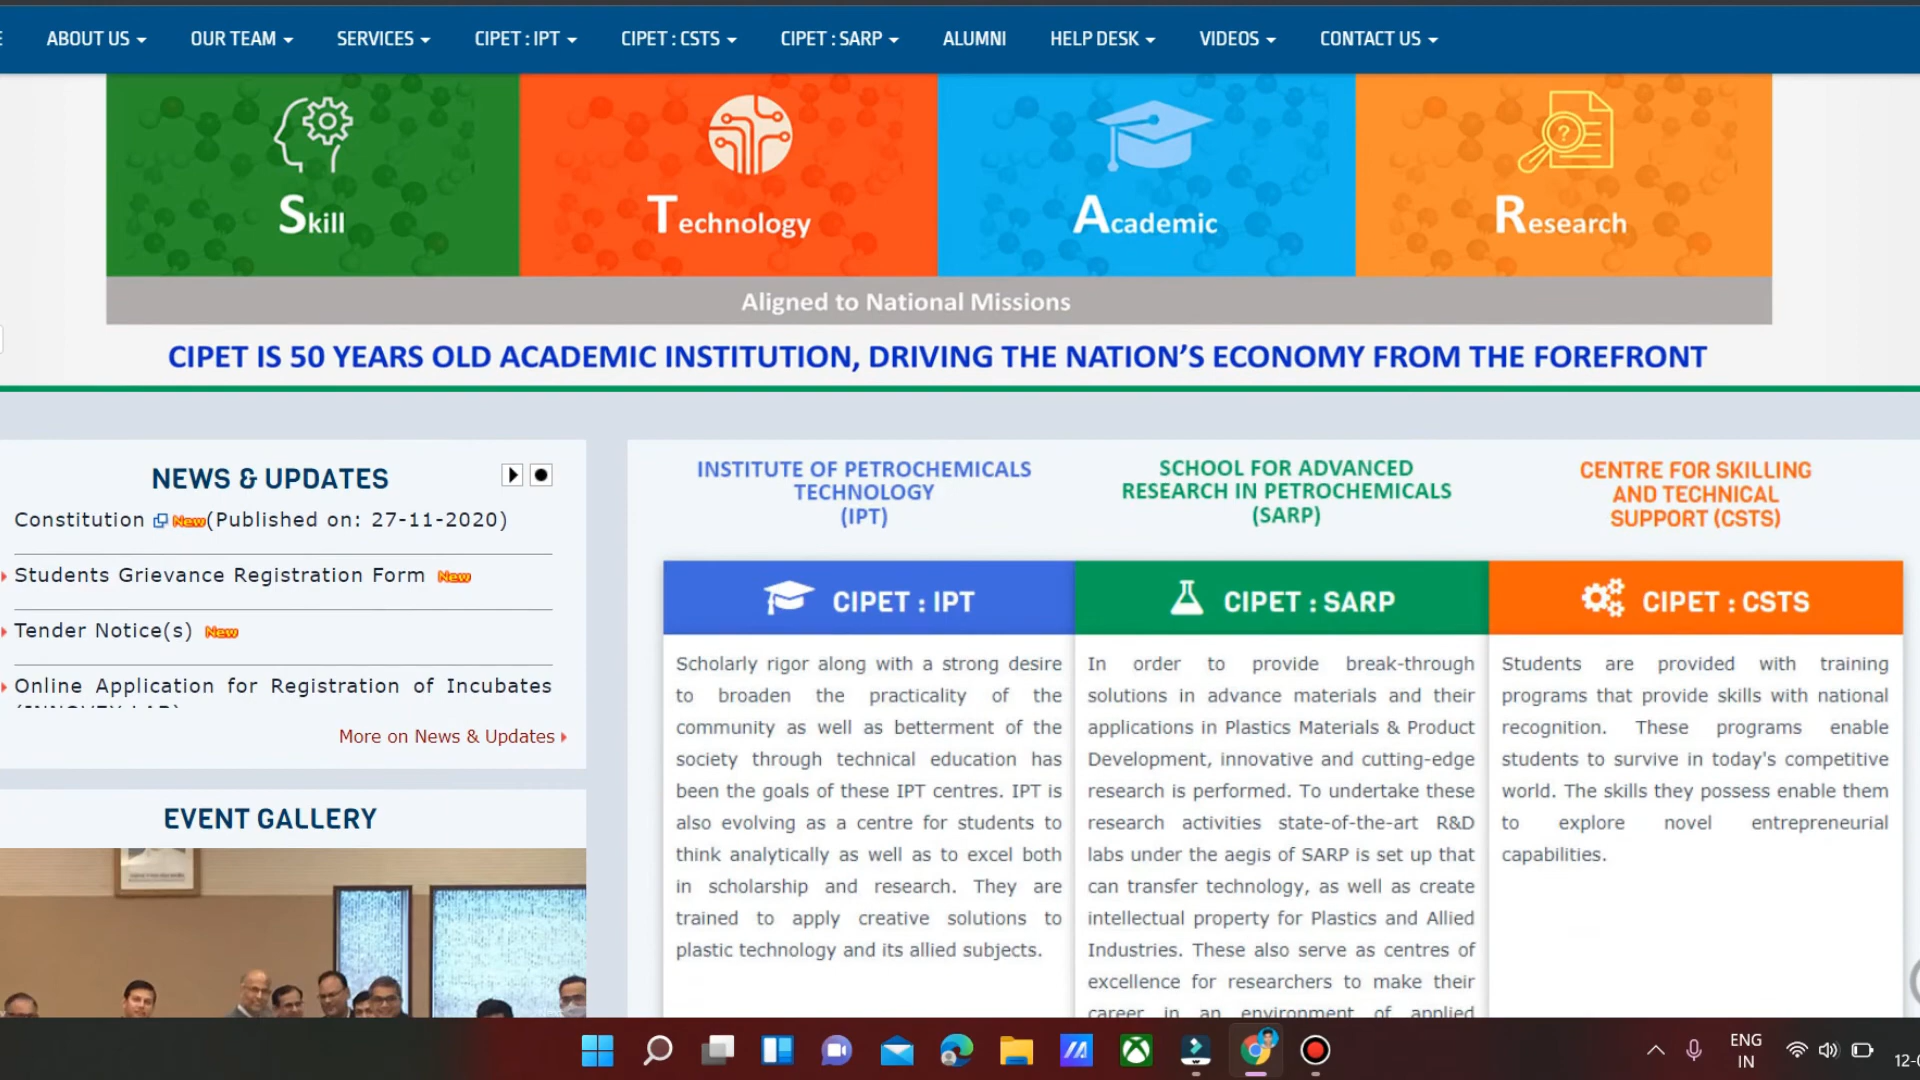 ABOUT US
OUR TEAM
SERVICES
CIPET : IPT
CIPET : CSTS
CIPET : SARP
ALUMNI
HELP DESK
VIDEOS
CONTACT US
Skill
Technology
Academic
Research
Aligned to National Missions
CIPET IS 50 YEARS OLD ACADEMIC INSTITUTION, DRIVING THE NATION'S ECONOMY FROM THE FOREFRONT
NEWS & UPDATES
Constitution New(Published on: 27-11-2020)
Students Grievance Registration Form New
Tender Notice(s) New
Online Application for Registration of Incubates
More on News & Updates
EVENT GALLERY
INSTITUTE OF PETROCHEMICALS
TECHNOLOGY
(IPT)
SCHOOL FOR ADVANCED
RESEARCH IN PETROCHEMICALS
(SARP)
CENTRE FOR SKILLING
AND TECHNICAL
SUPPORT (CSTS)
CIPET : IPT
Scholarly rigor along with a strong desire
to broaden the practicality of the
community as well as betterment of the
society through technical education has
been the goals of these IPT centres. IPT is
also evolving as a centre for students to
think analytically as well as to excel both
in scholarship and research. They are
trained to apply creative solutions to
plastic technology and its allied subjects.
CIPET : SARP
In order to provide break-through
solutions in advance materials and their
applications in Plastics Materials & Product
Development, innovative and cutting-edge
research is performed. To undertake these
research activities state-of-the-art R&D
labs under the aegis of SARP is set up that
can transfer technology, as well as create
intellectual property for Plastics and Allied
Industries. These also serve as centres of
excellence for researchers to make their
career in an environment of applied
CIPET : CSTS
Students are provided with training
programs that provide skills with national
recognition. These programs enable
students to survive in today's competitive
world. The skills they possess enable them
to explore novel entrepreneurial
capabilities.
ENG
IN